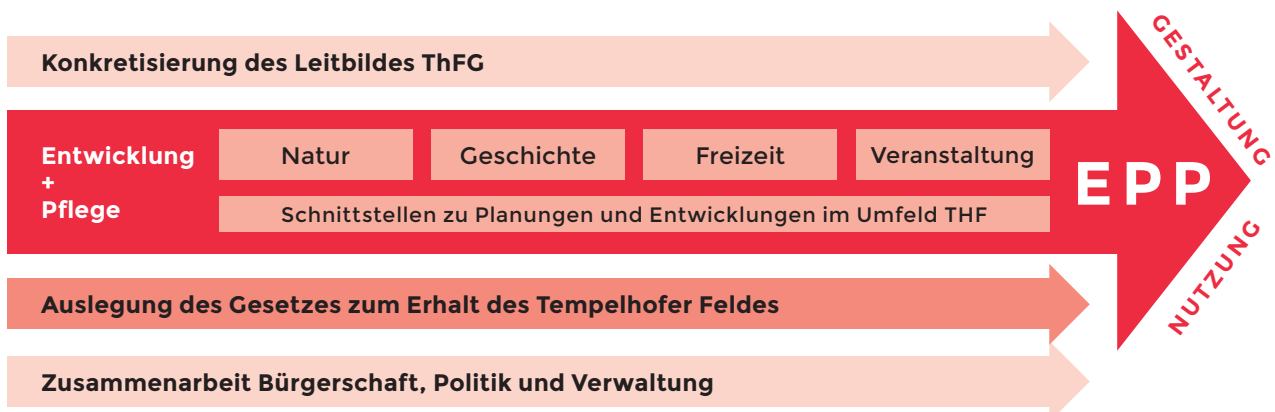 Konkretisierung des Leitbildes ThFG
Entwicklung
+
Pflege
Natur
Geschichte
Freizeit
Veranstaltung
Schnittstellen zu Planungen und Entwicklungen im Umfeld THF
EPP
GESTALTUNG
NUTZUNG
Auslegung des Gesetzes zum Erhalt des Tempelhofer Feldes
Zusammenarbeit Bürgerschaft, Politik und Verwaltung